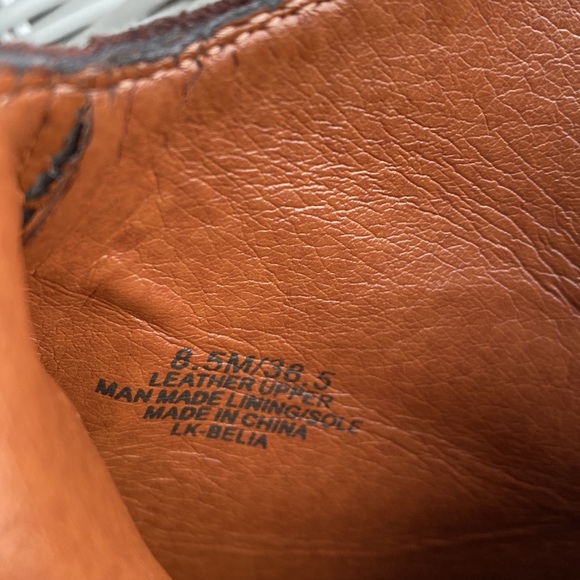 8.5M/38.5
LEATHER UPPER
MAN MADE LINING/SOLE
MADE IN CHINA
LK-BELIA